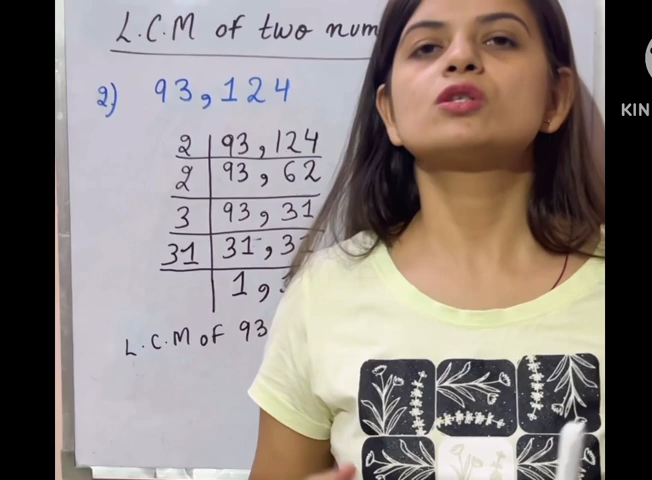 L.C.M of two num
2) 93, 124
2 | 93, 124
2 | 93, 62
3 | 93, 31
31 | 31, 3
1,
L.C.M of 93
KIN